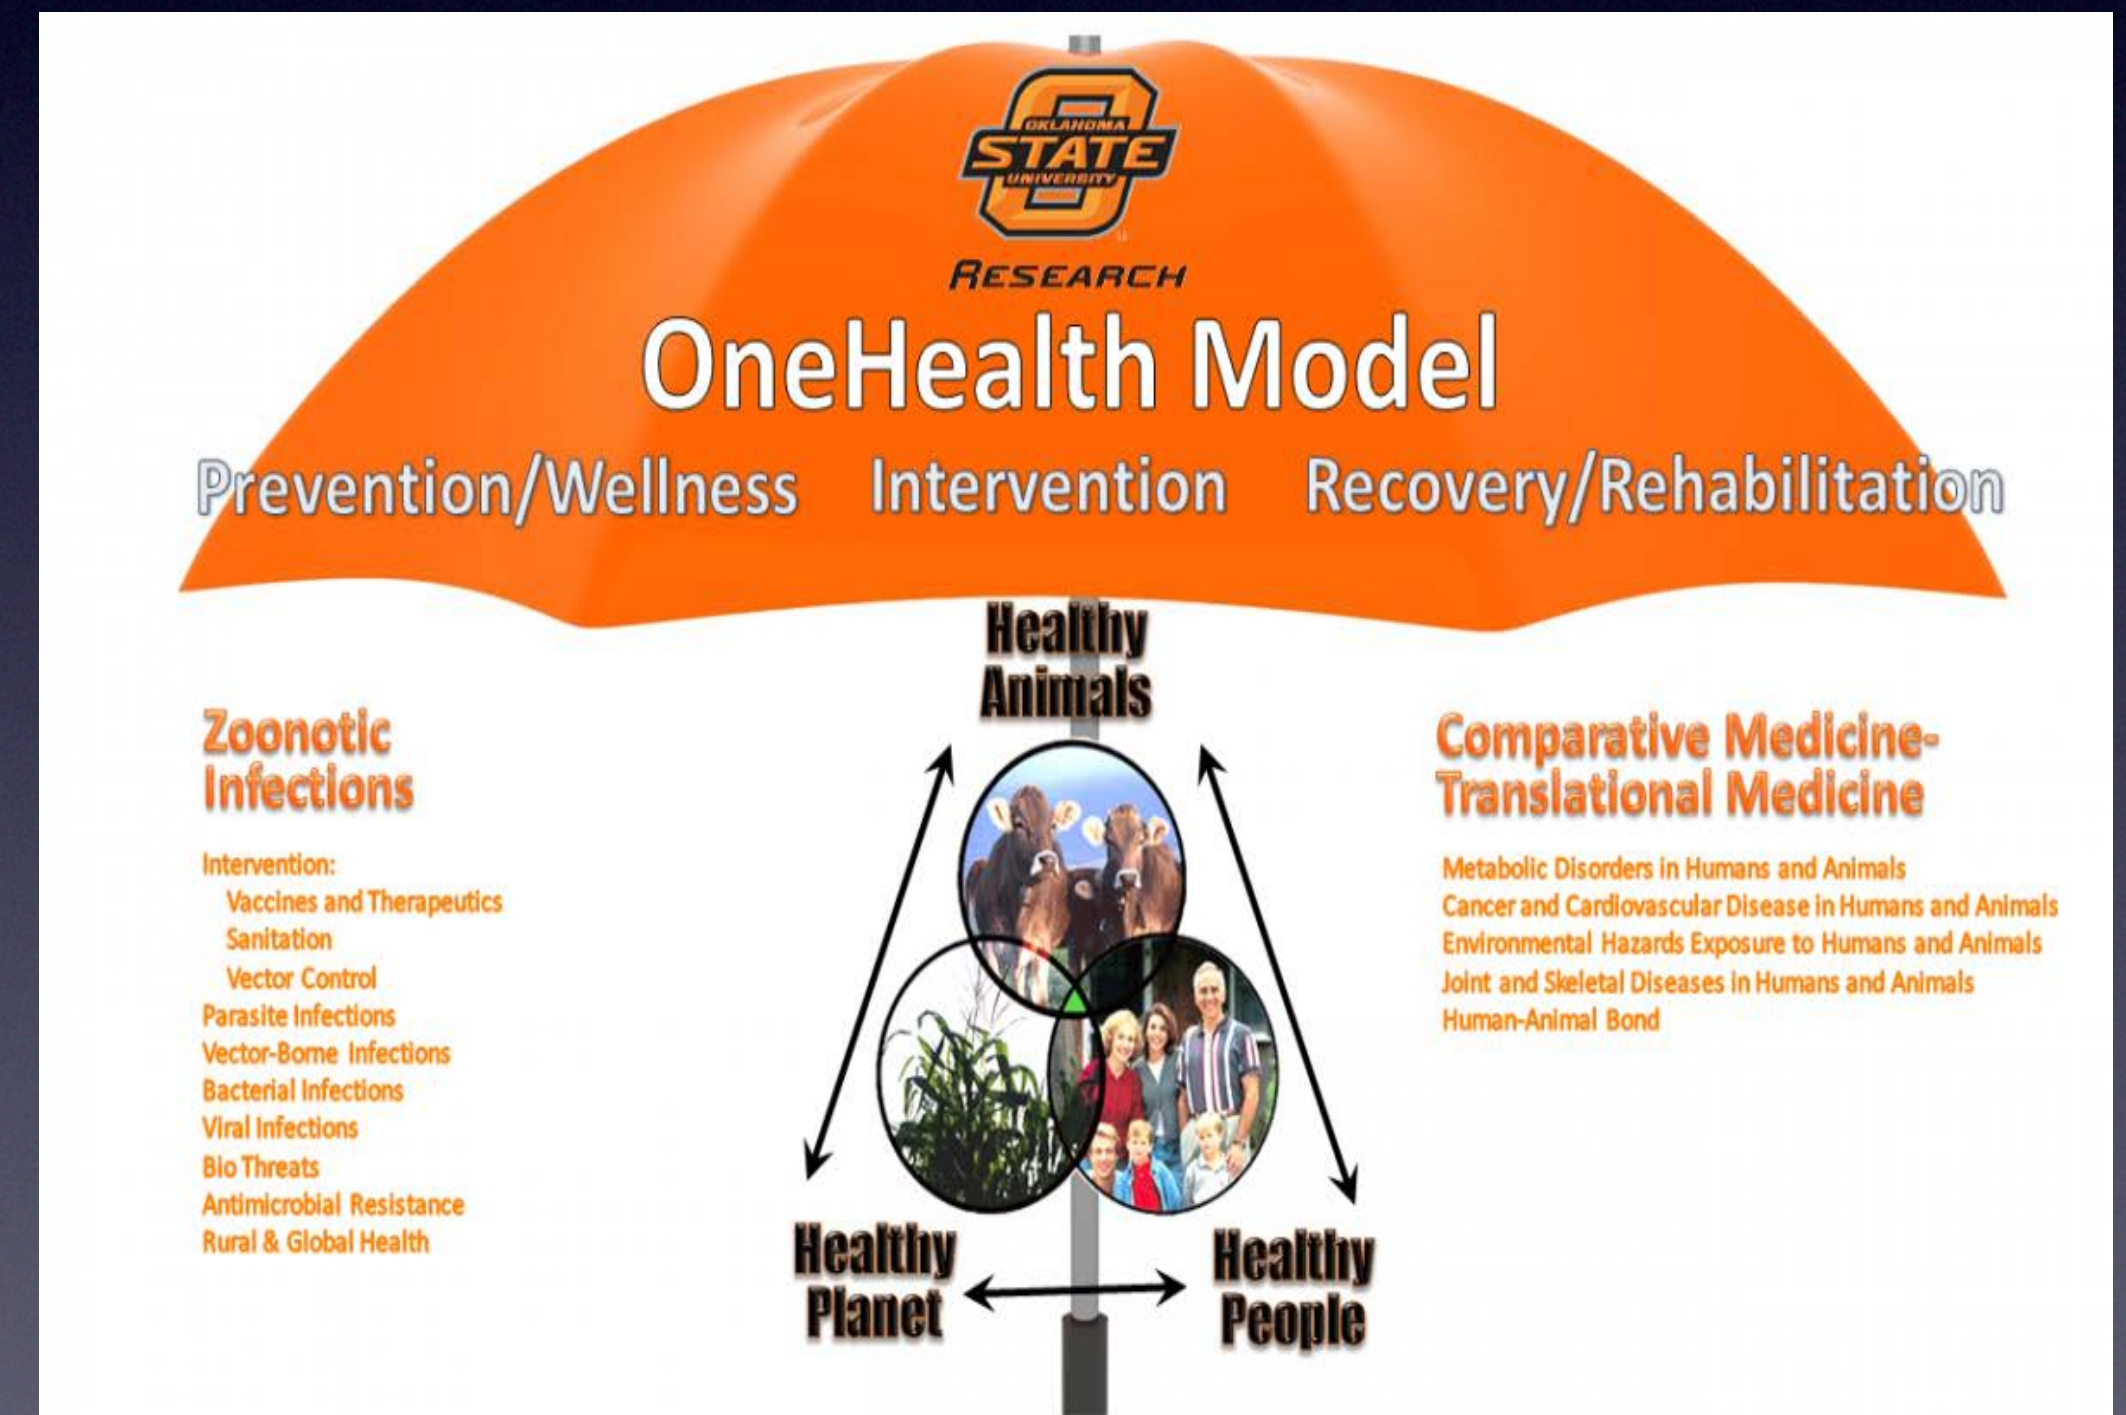 OKLAHOMA
STATE
UNIVERSITY
RESEARCH
OneHealth Model
Prevention/Wellness Intervention Recovery/Rehabilitation
Healthy
Animals
Zoonotic
Infections
Intervention:
Vaccines and Therapeutics
Sanitation
Vector Control
Parasite Infections
Vector-Borne Infections
Bacterial Infections
Viral Infections
Bio Threats
Antimicrobial Resistance
Rural & Global Health
Comparative Medicine-
Translational Medicine
Metabolic Disorders in Humans and Animals
Cancer and Cardiovascular Disease in Humans and Animals
Environmental Hazards Exposure to Humans and Animals
Joint and Skeletal Diseases in Humans and Animals
Human-Animal Bond
Healthy
Planet
Healthy
People